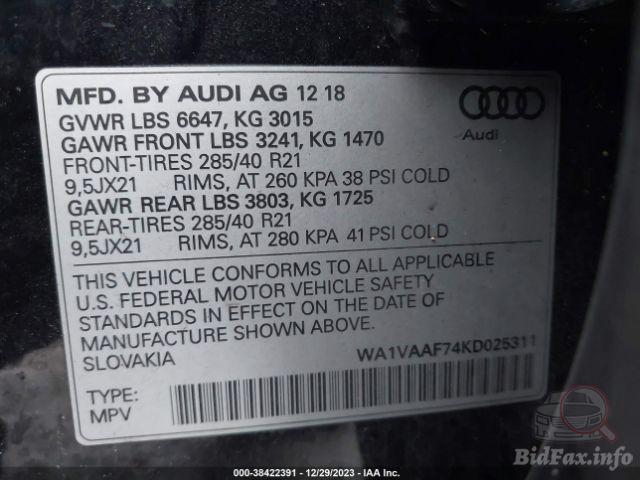 MFD. BY AUDI AG 12 18
GVWR LBS 6647, KG 3015
GAWR FRONT LBS 3241, KG 1470
FRONT-TIRES 285/40 R21
9,5JX21 RIMS, AT 260 KPA 38 PSI COLD
GAWR REAR LBS 3803, KG 1725
REAR-TIRES 285/40 R21
9,5JX21 RIMS, AT 280 KPA 41 PSI COLD
Audi
THIS VEHICLE CONFORMS TO ALL APPLICABLE
U.S. FEDERAL MOTOR VEHICLE SAFETY
STANDARDS IN EFFECT ON THE DATE OF
MANUFACTURE SHOWN ABOVE.
SLOVAKIA
WA1VAAF74KD025311
TYPE:
MPV
BidFax.info
000-38422391 - 12/29/2023 - IAA Inc.